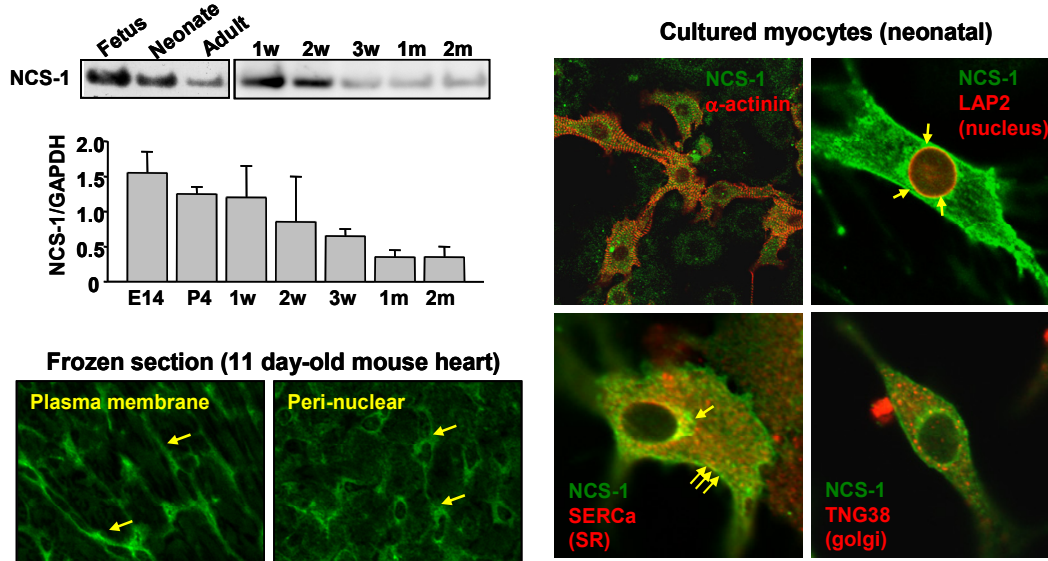 Fetus
Neonate
Adult
1w 2w 3w 1m 2m
NCS-1
NCS-1/GAPDH
2.0
1.5
1.0
0.5
0
E14 P4 1w 2w 3w 1m 2m
Frozen section (11 day-old mouse heart)
Plasma membrane
Peri-nuclear
Cultured myocytes (neonatal)
NCS-1
α-actinin
NCS-1
LAP2
(nucleus)
NCS-1
SERCa
(SR)
NCS-1
TNG38
(golgi)